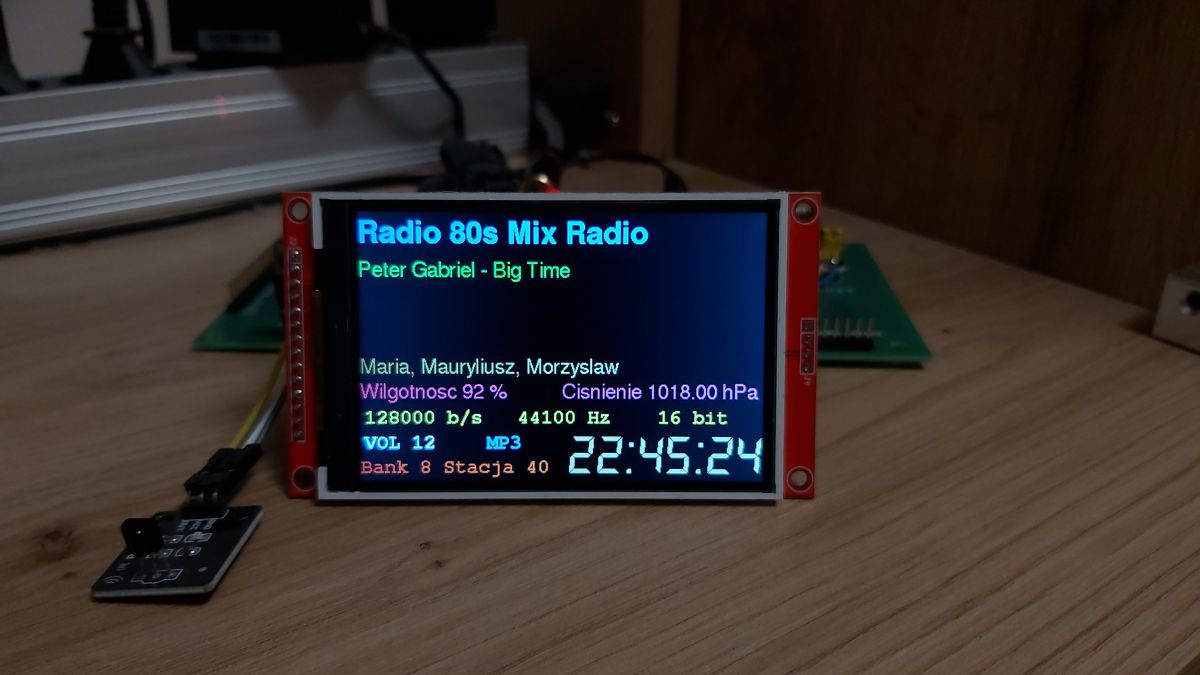 Radio 80s Mix Radio
Peter Gabriel - Big Time
Maria, Mauryliusz, Morzyslaw
Wilgotnosc 92 % Cisnienie 1018.00 hPa
128000 b/s 44100 Hz 16 bit
VOL 12 MP3 22:45:24
Bank 8 Stacja 40